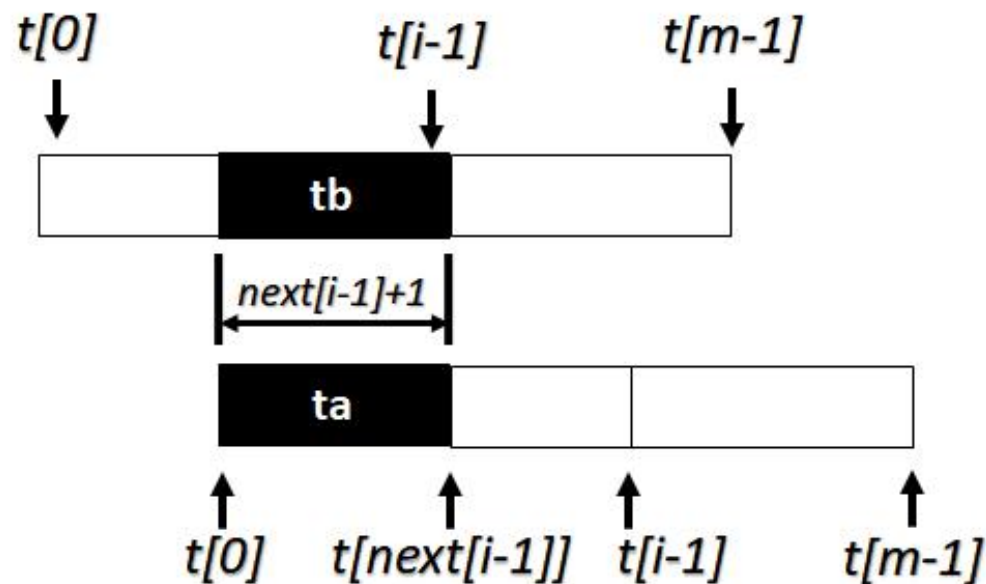 t[0] t[i-1] t[m-1]
tb
next[i-1]+1
ta
t[0] t[next[i-1]] t[i-1] t[m-1]